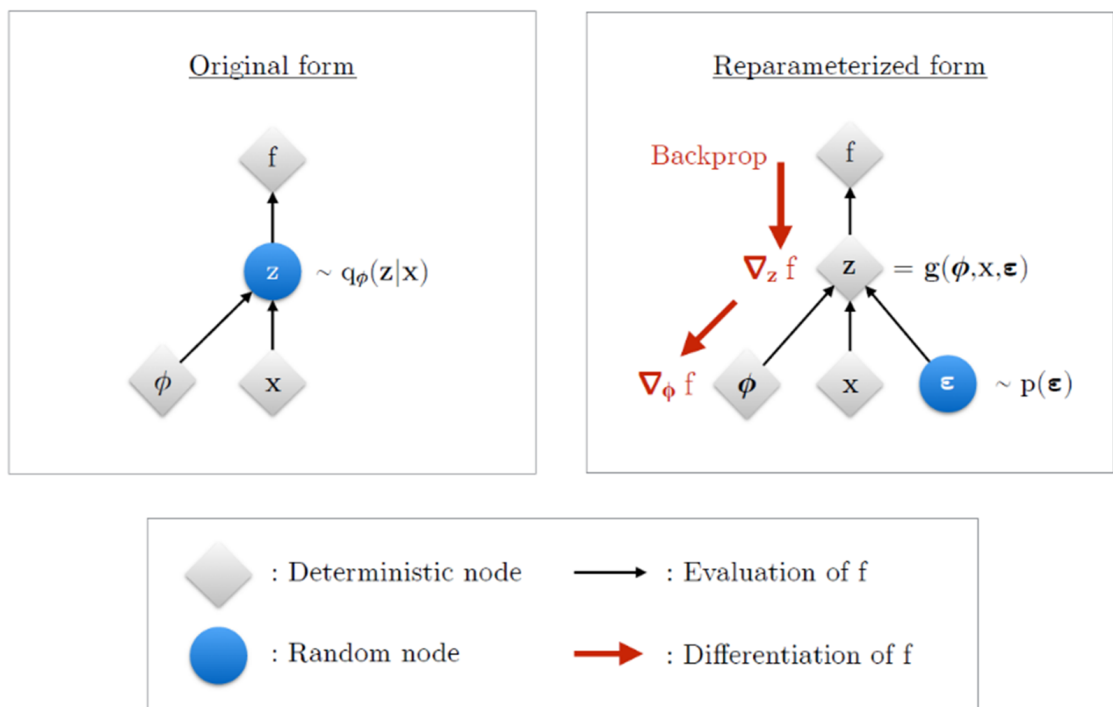 Original form
f
z ~ qϕ(z|x)
ϕ x
Reparameterized form
Backprop f
∇z f z = g(ϕ,x,ε)
∇ϕ f ϕ x ε ~ p(ε)
: Deterministic node : Evaluation of f
: Random node : Differentiation of f